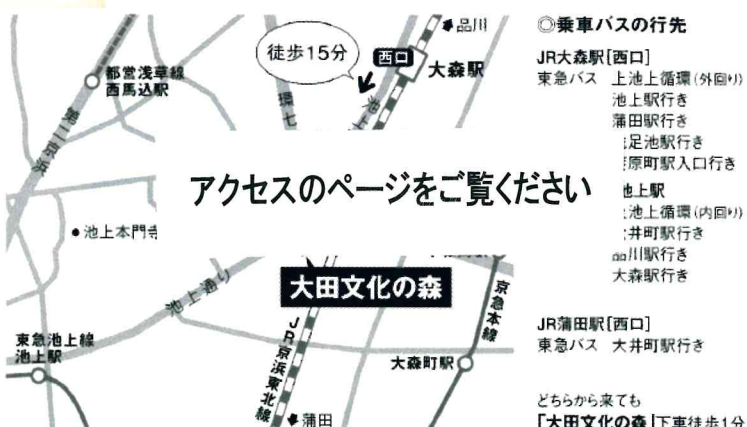 品川
徒歩15分
西口
大森駅
都営浅草線
西馬込駅
環七
池上
第二京浜
アクセスのページをご覧ください
池上本門寺
大田文化の森
池上通り
京急本線
JR京浜東北線
東急池上線
池上駅
大森町駅
蒲田
◎乗車バスの行先
JR大森駅[西口]
東急バス 上池上循環(外回り)
池上駅行き
蒲田駅行き
足池駅行き
原町駅入口行き
池上駅
池上循環(内回り)
井町駅行き
品川駅行き
大森駅行き
JR蒲田駅[西口]
東急バス 大井町駅行き
どちらから来ても
「大田文化の森」下車徒歩1分